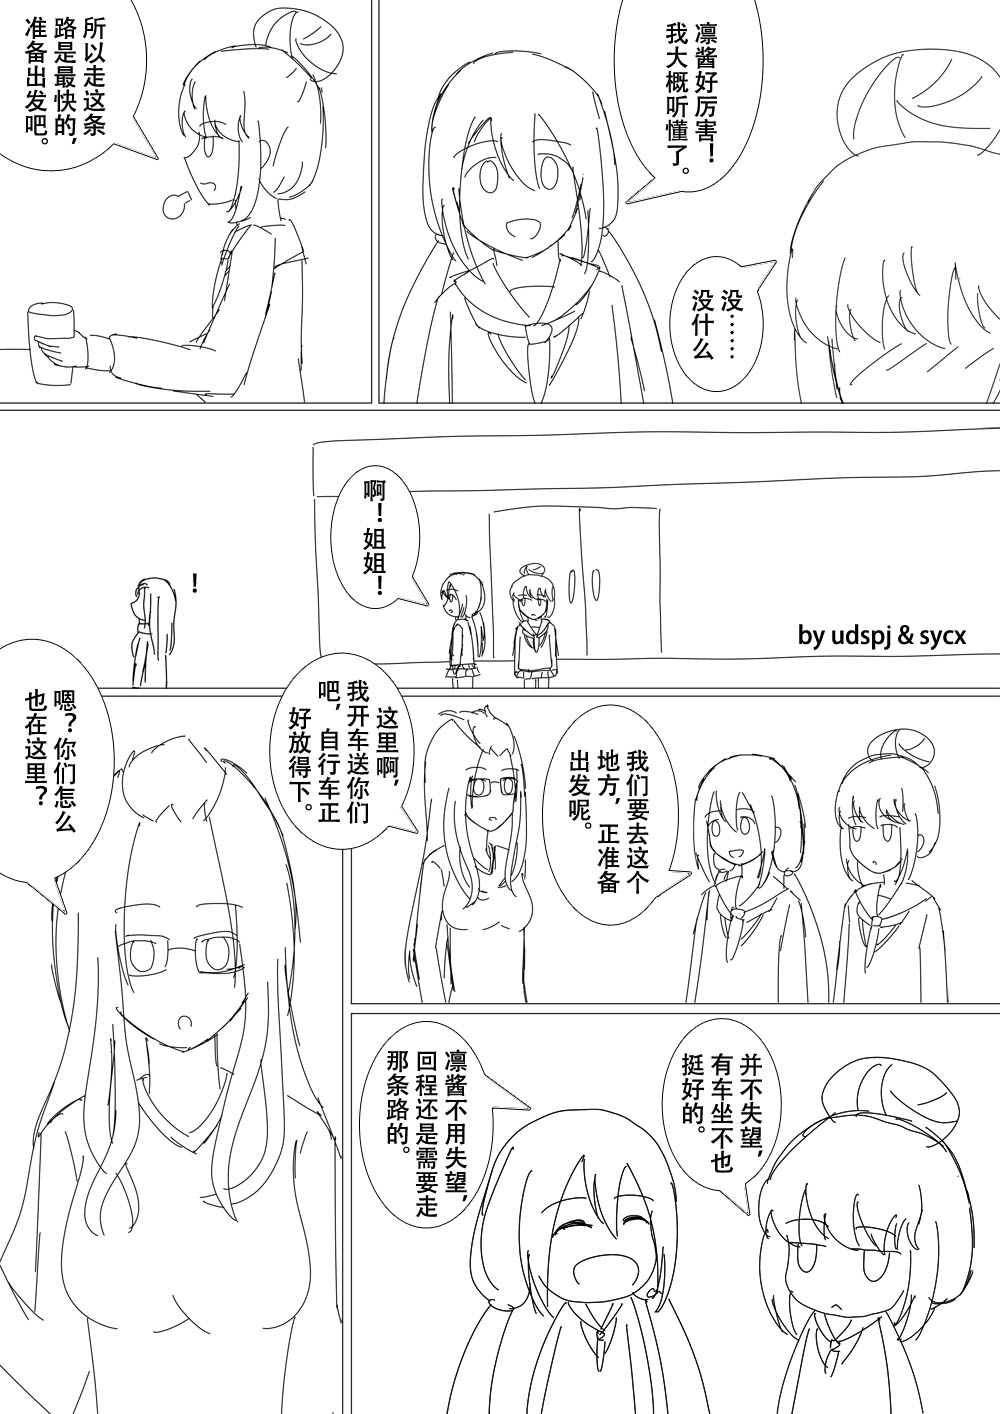 所以走这条
路是最快的，
准备出发吧。
凛酱好厉害！
我大概听懂了。
没……
没什么
啊！姐姐！
！
by udspj & sycx
嗯？你们怎么
也在这里？
我们要去这个
地方，正准备
出发呢。
这里啊，
我开车送你们
吧，自行车正
好放得下。
凛酱不用失望，
回程还是需要走
那条路的。
并不失望，
有车坐不也
挺好的。